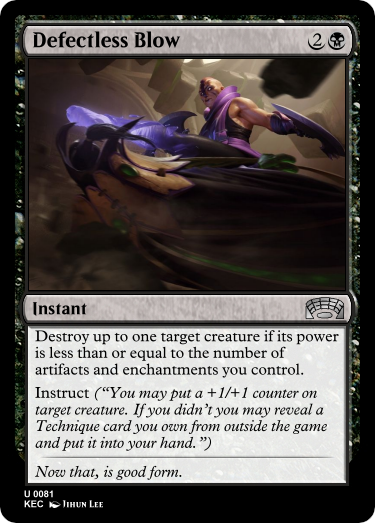 Defectless Blow 2
Instant
Destroy up to one target creature if its power
is less than or equal to the number of
artifacts and enchantments you control.
Instruct (“You may put a +1/+1 counter on
target creature. If you didn’t you may reveal a
Technique card you own from outside the game
and put it into your hand.”)
Now that, is good form.
U 0081
KEC Jihun Lee